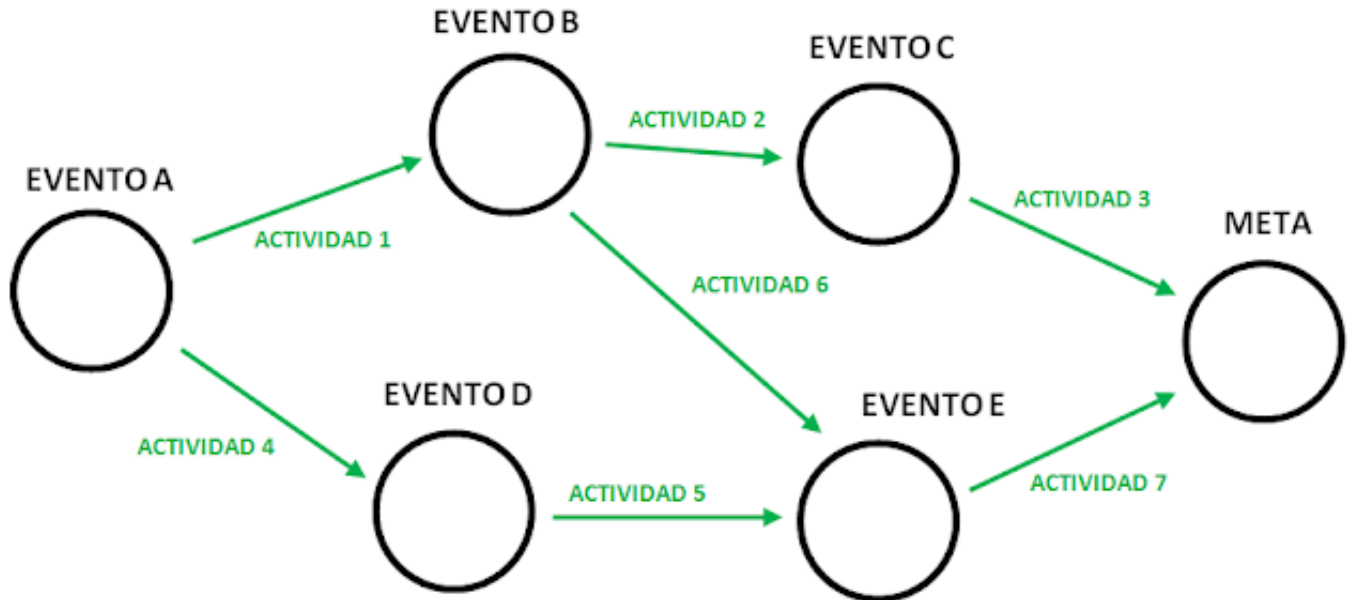 EVENTO B
EVENTO C
ACTIVIDAD 2
EVENTO A
ACTIVIDAD 3
META
ACTIVIDAD 1
ACTIVIDAD 6
EVENTO D
EVENTO E
ACTIVIDAD 4
ACTIVIDAD 5
ACTIVIDAD 7